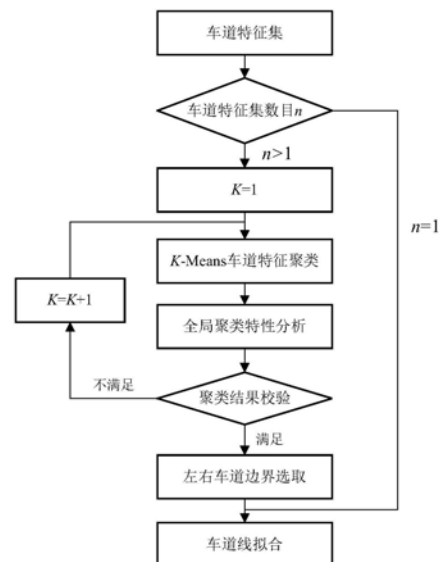 车道特征集
车道特征集数目n
n>1
K=1
n=1
K-Means车道特征聚类
K=K+1
全局聚类特性分析
不满足
聚类结果校验
满足
左右车道边界选取
车道线拟合